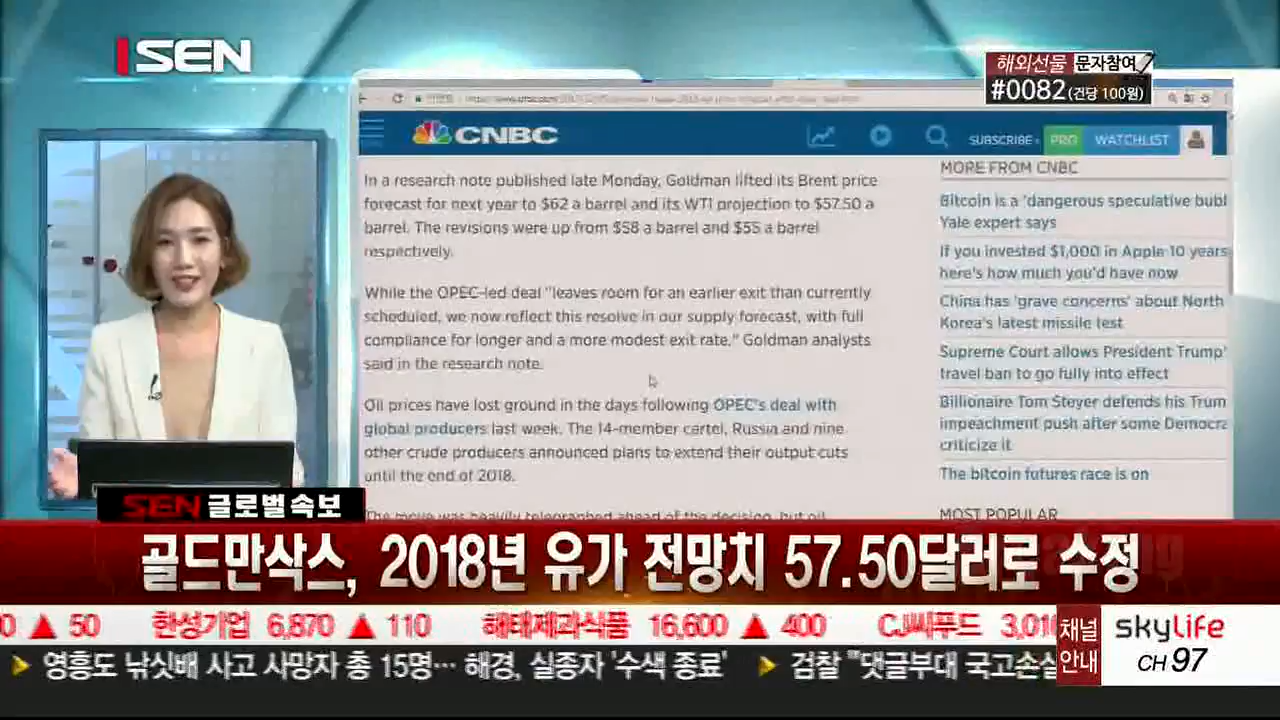 SEN
해외선물 문자참여
#0082(건당 100원)
CNBC
SUBSCRIBE
PRO
WATCHLIST
In a research note published late Monday, Goldman lifted its Brent price
forecast for next year to $62 a barrel and its WTI projection to $57.50 a
barrel. The revisions were up from $58 a barrel and $55 a barrel
respectively.
While the OPEC-led deal "leaves room for an earlier exit than currently
scheduled, we now reflect this resolve in our supply forecast, with full
compliance for longer and a more modest exit rate," Goldman analysts
said in the research note.
Oil prices have lost ground in the days following OPEC's deal with
global producers last week. The 14-member cartel, Russia and nine
other crude producers announced plans to extend their output cuts
until the end of 2018.
The move was heavily telegraphed ahead of the decision, but oil
MORE FROM CNBC
Bitcoin is a 'dangerous speculative bubl
Yale expert says
If you invested $1,000 in Apple 10 years
here's how much you'd have now
China has 'grave concerns' about North
Korea's latest missile test
Supreme Court allows President Trump'
travel ban to go fully into effect
Billionaire Tom Steyer defends his Trum
impeachment push after some Democra
criticize it
The bitcoin futures race is on
MOST POPULAR
SEN 글로벌속보
골드만삭스, 2018년 유가 전망치 57.50달러로 수정
0 ▲ 50 한성기업 6,870 ▲ 110 해태제과식품 16,600 ▲ 400 CJ씨푸드 3,010
영흥도 낚싯배 사고 사망자 총 15명… 해경, 실종자 '수색 종료' 검찰 "댓글부대 국고손실
채널
안내
skylife
CH 97